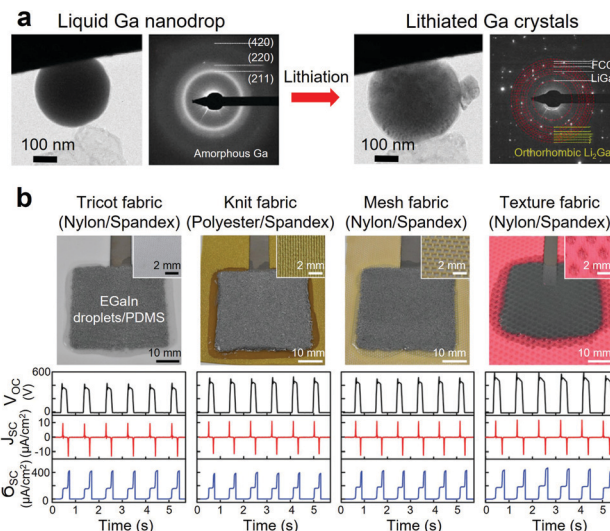 a
Liquid Ga nanodrop
Lithiated Ga crystals
(420)
(220)
(211)
Lithiation
FCC
LiGa
100 nm
Amorphous Ga
100 nm
Orthorhombic Li₂Ga
b
Tricot fabric
(Nylon/Spandex)
Knit fabric
(Polyester/Spandex)
Mesh fabric
(Nylon/Spandex)
Texture fabric
(Nylon/Spandex)
2 mm
2 mm
2 mm
2 mm
EGaIn
droplets/PDMS
10 mm
10 mm
10 mm
10 mm
V_OC
(V)
600
0
J_SC
(μA/cm2)
10
0
-10
σ_SC
(μA/cm2)
400
0
0 1 2 3 4 5
0 1 2 3 4 5
0 1 2 3 4 5
0 1 2 3 4 5
Time (s)
Time (s)
Time (s)
Time (s)